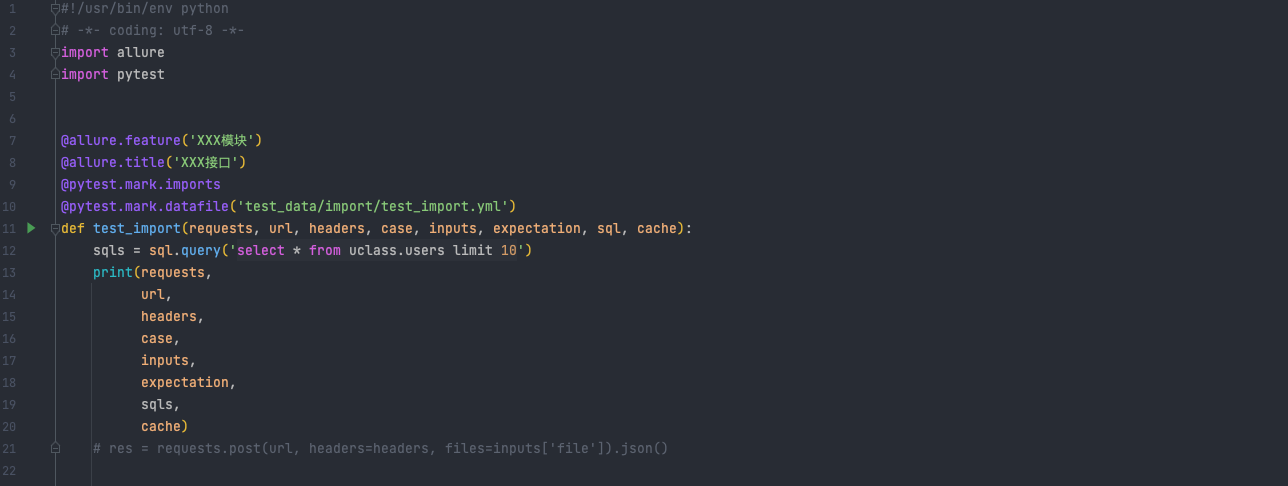 1 #!/usr/bin/env python
2 # -*- coding: utf-8 -*-
3 import allure
4 import pytest
5
6
7 @allure.feature('XXX模块')
8 @allure.title('XXX接口')
9 @pytest.mark.imports
10 @pytest.mark.datafile('test_data/import/test_import.yml')
11 def test_import(requests, url, headers, case, inputs, expectation, sql, cache):
12     sqls = sql.query('select * from uclass.users limit 10')
13     print(requests,
14           url,
15           headers,
16           case,
17           inputs,
18           expectation,
19           sqls,
20           cache)
21     # res = requests.post(url, headers=headers, files=inputs['file']).json()
22